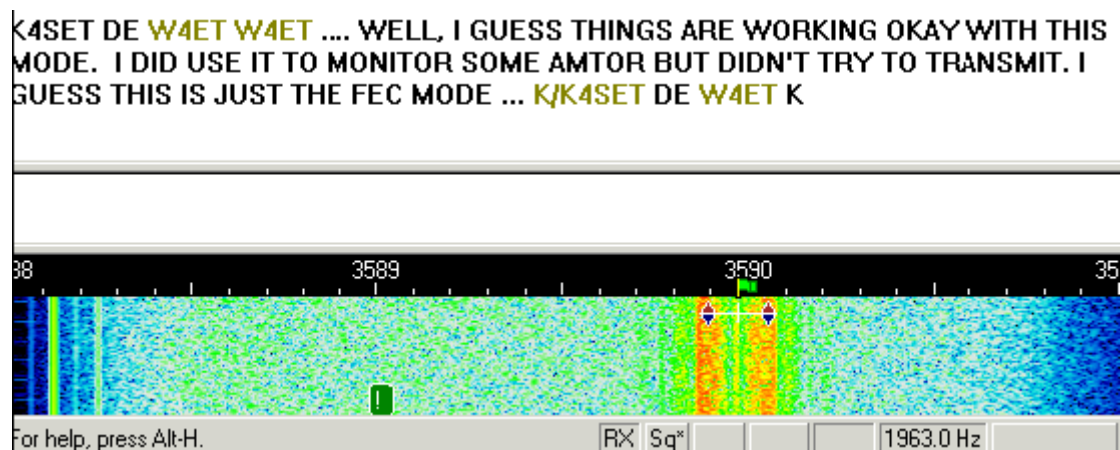 K4SET DE W4ET W4ET .... WELL, I GUESS THINGS ARE WORKING OKAY WITH THIS
MODE.  I DID USE IT TO MONITOR SOME AMTOR BUT DIDN'T TRY TO TRANSMIT. I
GUESS THIS IS JUST THE FEC MODE ... K/K4SET DE W4ET K
38 3589 3590 35
For help, press Alt-H. RX Sq* 1963.0 Hz